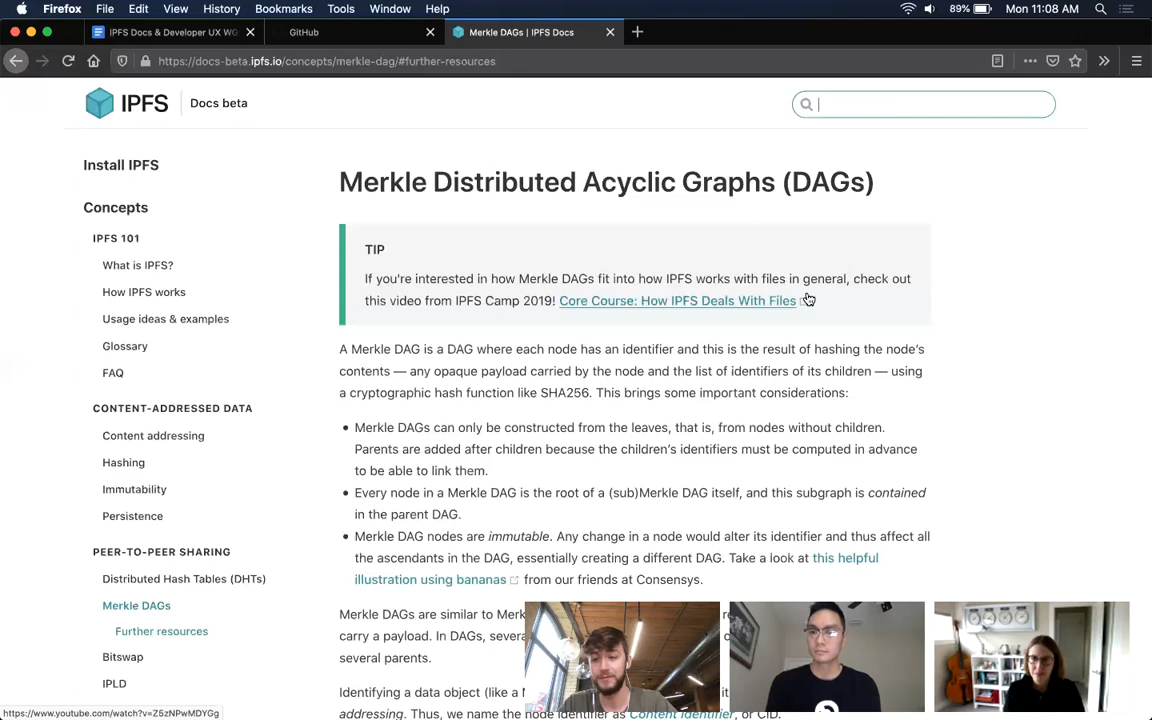 Firefox File Edit View History Bookmarks Tools Window Help 89% Mon 11:08 AM
IPFS Docs & Developer UX WG
GitHub
Merkle DAGs | IPFS Docs
https://docs-beta.ipfs.io/concepts/merkle-dag/#further-resources
IPFS Docs beta
Install IPFS
Concepts
IPFS 101
What is IPFS?
How IPFS works
Usage ideas & examples
Glossary
FAQ
CONTENT-ADDRESSED DATA
Content addressing
Hashing
Immutability
Persistence
PEER-TO-PEER SHARING
Distributed Hash Tables (DHTs)
Merkle DAGs
Further resources
Bitswap
IPLD
Merkle Distributed Acyclic Graphs (DAGs)
TIP
If you're interested in how Merkle DAGs fit into how IPFS works with files in general, check out
this video from IPFS Camp 2019! Core Course: How IPFS Deals With Files
A Merkle DAG is a DAG where each node has an identifier and this is the result of hashing the node's
contents — any opaque payload carried by the node and the list of identifiers of its children — using
a cryptographic hash function like SHA256. This brings some important considerations:
• Merkle DAGs can only be constructed from the leaves, that is, from nodes without children.
Parents are added after children because the children's identifiers must be computed in advance
to be able to link them.
• Every node in a Merkle DAG is the root of a (sub)Merkle DAG itself, and this subgraph is contained
in the parent DAG.
• Merkle DAG nodes are immutable. Any change in a node would alter its identifier and thus affect all
the ascendants in the DAG, essentially creating a different DAG. Take a look at this helpful
illustration using bananas from our friends at Consensys.
Merkle DAGs are similar to Merk
carry a payload. In DAGs, several
several parents.
Identifying a data object (like a M
addressing. Thus, we name the node identifier as Content Identifier, or CID.
https://www.youtube.com/watch?v=Z5zNPwMDYGg